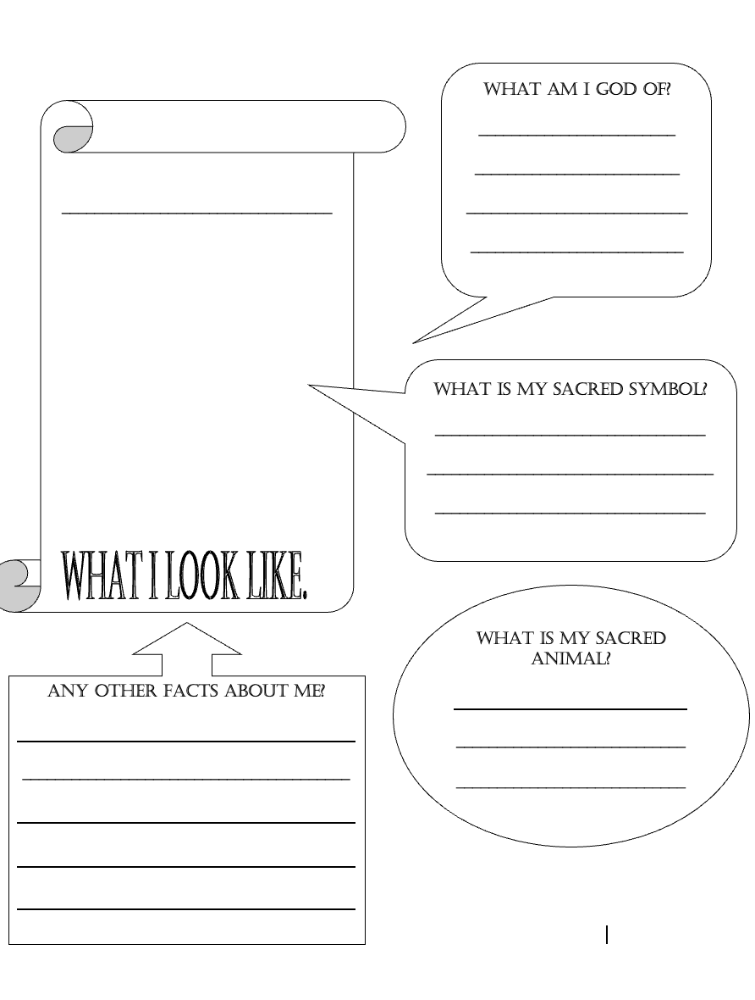 WHAT AM I GOD OF?
WHAT IS MY SACRED SYMBOL?
WHAT I LOOK LIKE.
WHAT IS MY SACRED
ANIMAL?
ANY OTHER FACTS ABOUT ME?